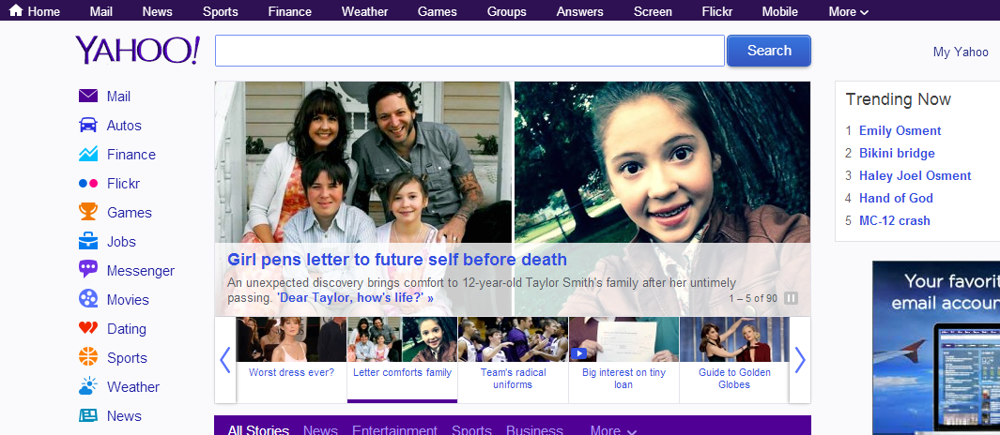 Home Mail News Sports Finance Weather Games Groups Answers Screen Flickr Mobile More
YAHOO!
Search
My Yahoo
Mail
Autos
Finance
Flickr
Games
Jobs
Messenger
Movies
Dating
Sports
Weather
News
Girl pens letter to future self before death
An unexpected discovery brings comfort to 12-year-old Taylor Smith's family after her untimely
passing. 'Dear Taylor, how's life?' »
1 – 5 of 90
Worst dress ever?
Letter comforts family
Team's radical
uniforms
Big interest on tiny
loan
Guide to Golden
Globes
All Stories News Entertainment Sports Business More
Trending Now
1 Emily Osment
2 Bikini bridge
3 Haley Joel Osment
4 Hand of God
5 MC-12 crash
Your favorit
email accou